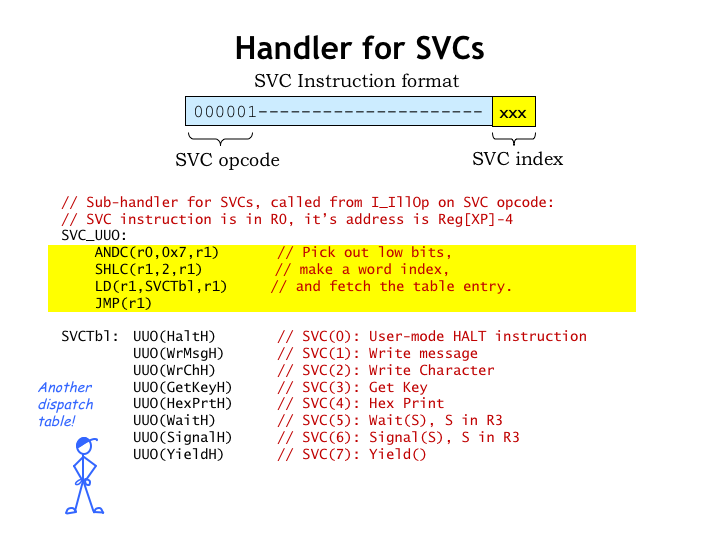 Handler for SVCs
SVC Instruction format
000001--------------------- xxx
SVC opcode SVC index
// Sub-handler for SVCs, called from I_IllOp on SVC opcode:
// SVC instruction is in R0, it’s address is Reg[XP]-4
SVC_UUO:
ANDC(r0,0x7,r1) // Pick out low bits,
SHLC(r1,2,r1) // make a word index,
LD(r1,SVCTbl,r1) // and fetch the table entry.
JMP(r1)
SVCTbl: UUO(HaltH) // SVC(0): User-mode HALT instruction
UUO(WrMsgH) // SVC(1): Write message
UUO(WrChH) // SVC(2): Write Character
UUO(GetKeyH) // SVC(3): Get Key
UUO(HexPrtH) // SVC(4): Hex Print
UUO(WaitH) // SVC(5): Wait(S), S in R3
UUO(SignalH) // SVC(6): Signal(S), S in R3
UUO(YieldH) // SVC(7): Yield()
Another
dispatch
table!